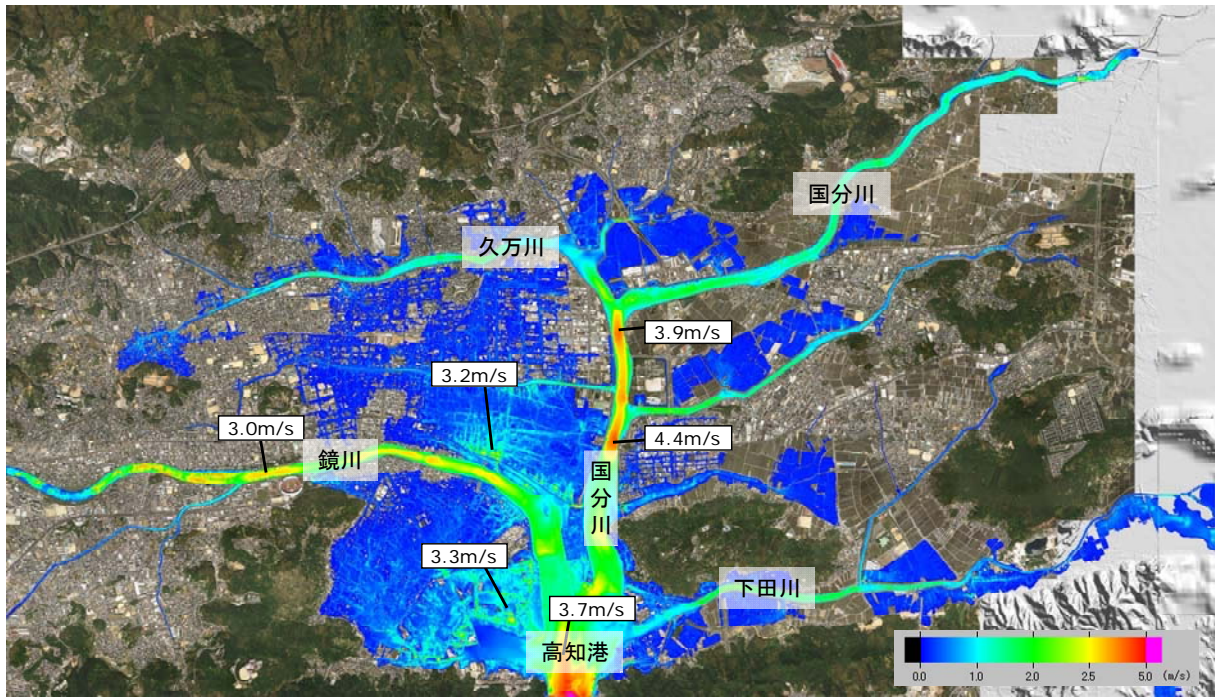 国分川
久万川
3.9m/s
3.2m/s
3.0m/s
鏡川
4.4m/s
国分川
3.3m/s
下田川
3.7m/s
高知港
0.0 1.0 2.0 2.5 5.0 (m/s)